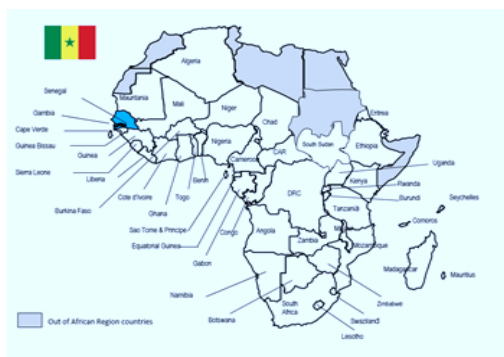 Algeria
Senegal
Mauritania
Mali
Niger
Chad
Eritrea
Gambia
Cape Verde
Guinea Bissau
Guinea
Nigeria
CAR
South Sudan
Ethiopia
Uganda
Sierra Leone
Liberia
Cote d'Ivoire
Togo
Benin
Cameroon
Kenya
Rwanda
Burundi
Seychelles
Burkina Faso
Ghana
Sao Tome & Principe
Equatorial Guinea
Gabon
Congo
DRC
Tanzania
Comoros
Angola
Zambia
Mozambique
Madagascar
Mauritius
Namibia
Botswana
South
Africa
Zimbabwe
Swaziland
Lesotho
Out of African Region countries